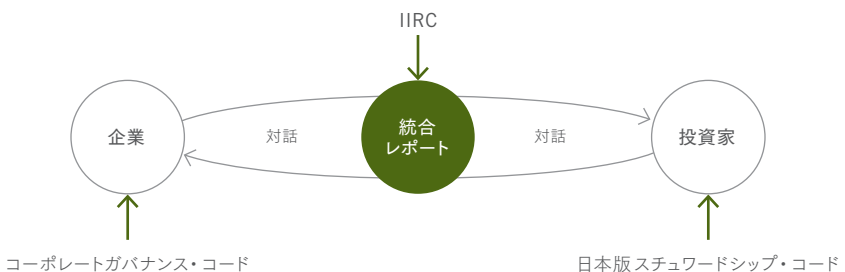 IIRC
企業
対話
統合
レポート
対話
投資家
コーポレートガバナンス・コード
日本版スチュワードシップ・コード